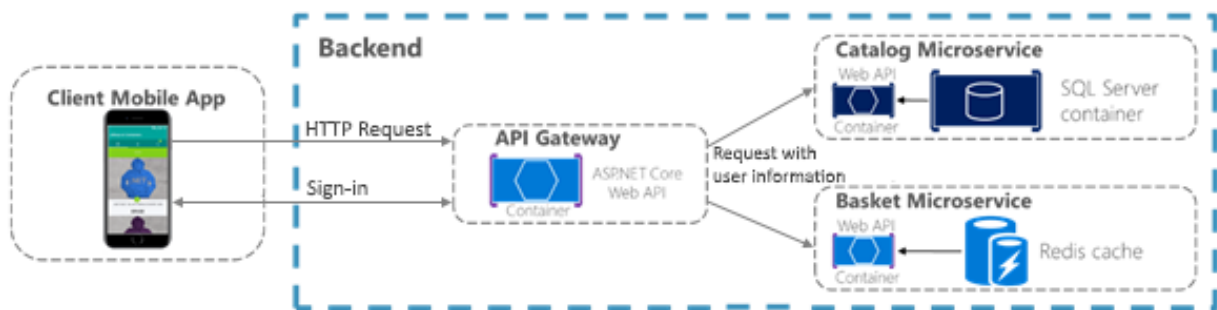 Backend
Client Mobile App
HTTP Request
Sign-in
API Gateway
ASP.NET Core
Web API
Container
Request with
user information
Catalog Microservice
Web API
Container
SQL Server
container
Basket Microservice
Web API
Container
Redis cache